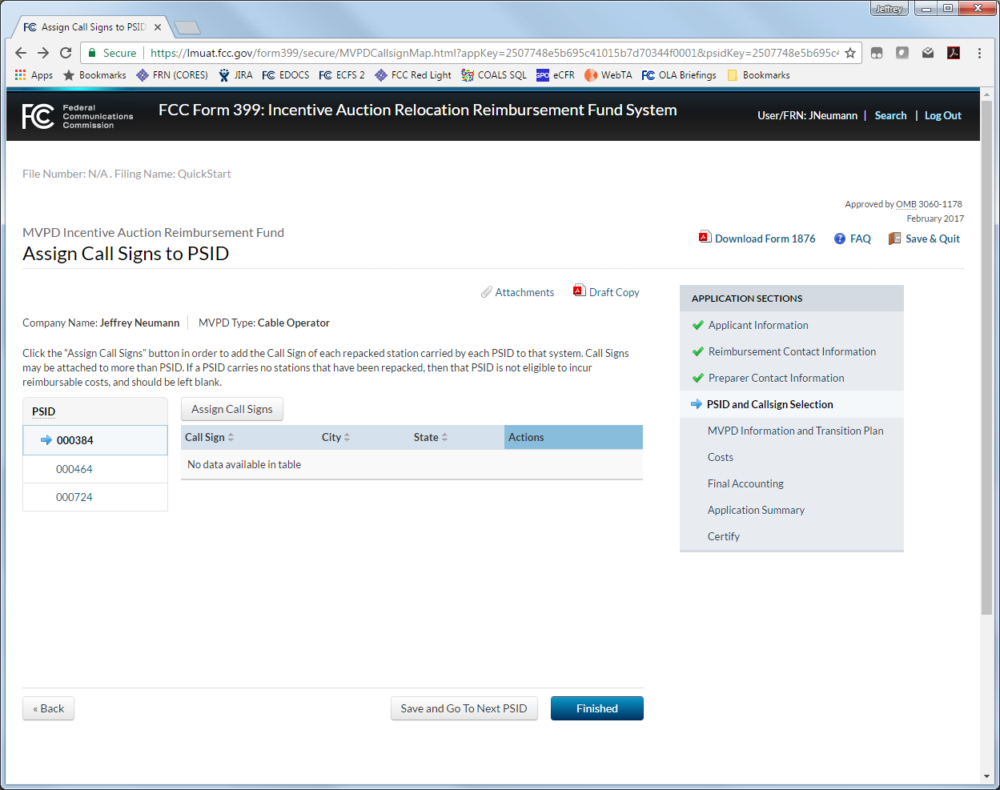 Jeffrey
FC Assign Call Signs to PSID
Secure https://lmuat.fcc.gov/form399/secure/MVPDCallsignMap.html?appKey=2507748e5b695c41015b7d70344f0001&psidKey=2507748e5b695c4
Apps Bookmarks FRN (CORES) JIRA FC EDOCS FC ECFS 2 FCC Red Light COALS SQL GPO eCFR WebTA FC OLA Briefings Bookmarks
FCC Federal Communications Commission
FCC Form 399: Incentive Auction Relocation Reimbursement Fund System
User/FRN: JNeumann | Search | Log Out
File Number: N/A . Filing Name: QuickStart
Approved by OMB 3060-1178
February 2017
MVPD Incentive Auction Reimbursement Fund
Download Form 1876 FAQ Save & Quit
Assign Call Signs to PSID
Attachments Draft Copy
Company Name: Jeffrey Neumann MVPD Type: Cable Operator
Click the “Assign Call Signs” button in order to add the Call Sign of each repacked station carried by each PSID to that system. Call Signs
may be attached to more than PSID. If a PSID carries no stations that have been repacked, then that PSID is not eligible to incur
reimbursable costs, and should be left blank.
PSID
000384
000464
000724
Assign Call Signs
Call Sign City State Actions
No data available in table
APPLICATION SECTIONS
Applicant Information
Reimbursement Contact Information
Preparer Contact Information
PSID and Callsign Selection
MVPD Information and Transition Plan
Costs
Final Accounting
Application Summary
Certify
« Back Save and Go To Next PSID Finished